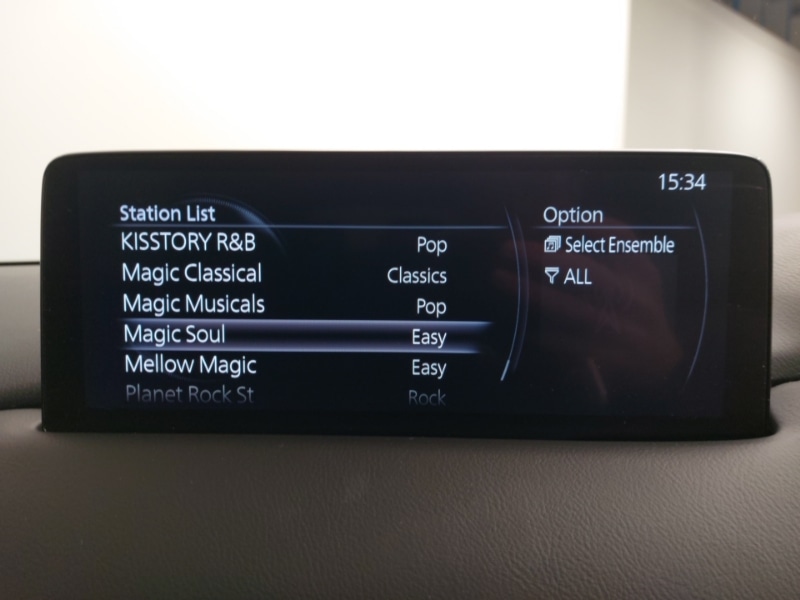 15:34
Station List
KISSTORY R&B Pop
Magic Classical Classics
Magic Musicals Pop
Magic Soul Easy
Mellow Magic Easy
Planet Rock St Rock
Option
Select Ensemble
ALL